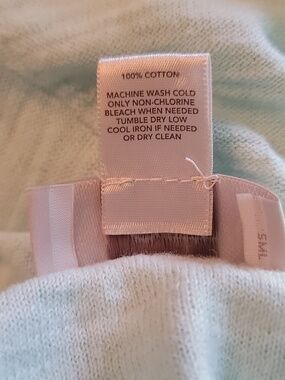 100% COTTON
MACHINE WASH COLD
ONLY NON-CHLORINE
BLEACH WHEN NEEDED
TUMBLE DRY LOW
COOL IRON IF NEEDED
OR DRY CLEAN
SML